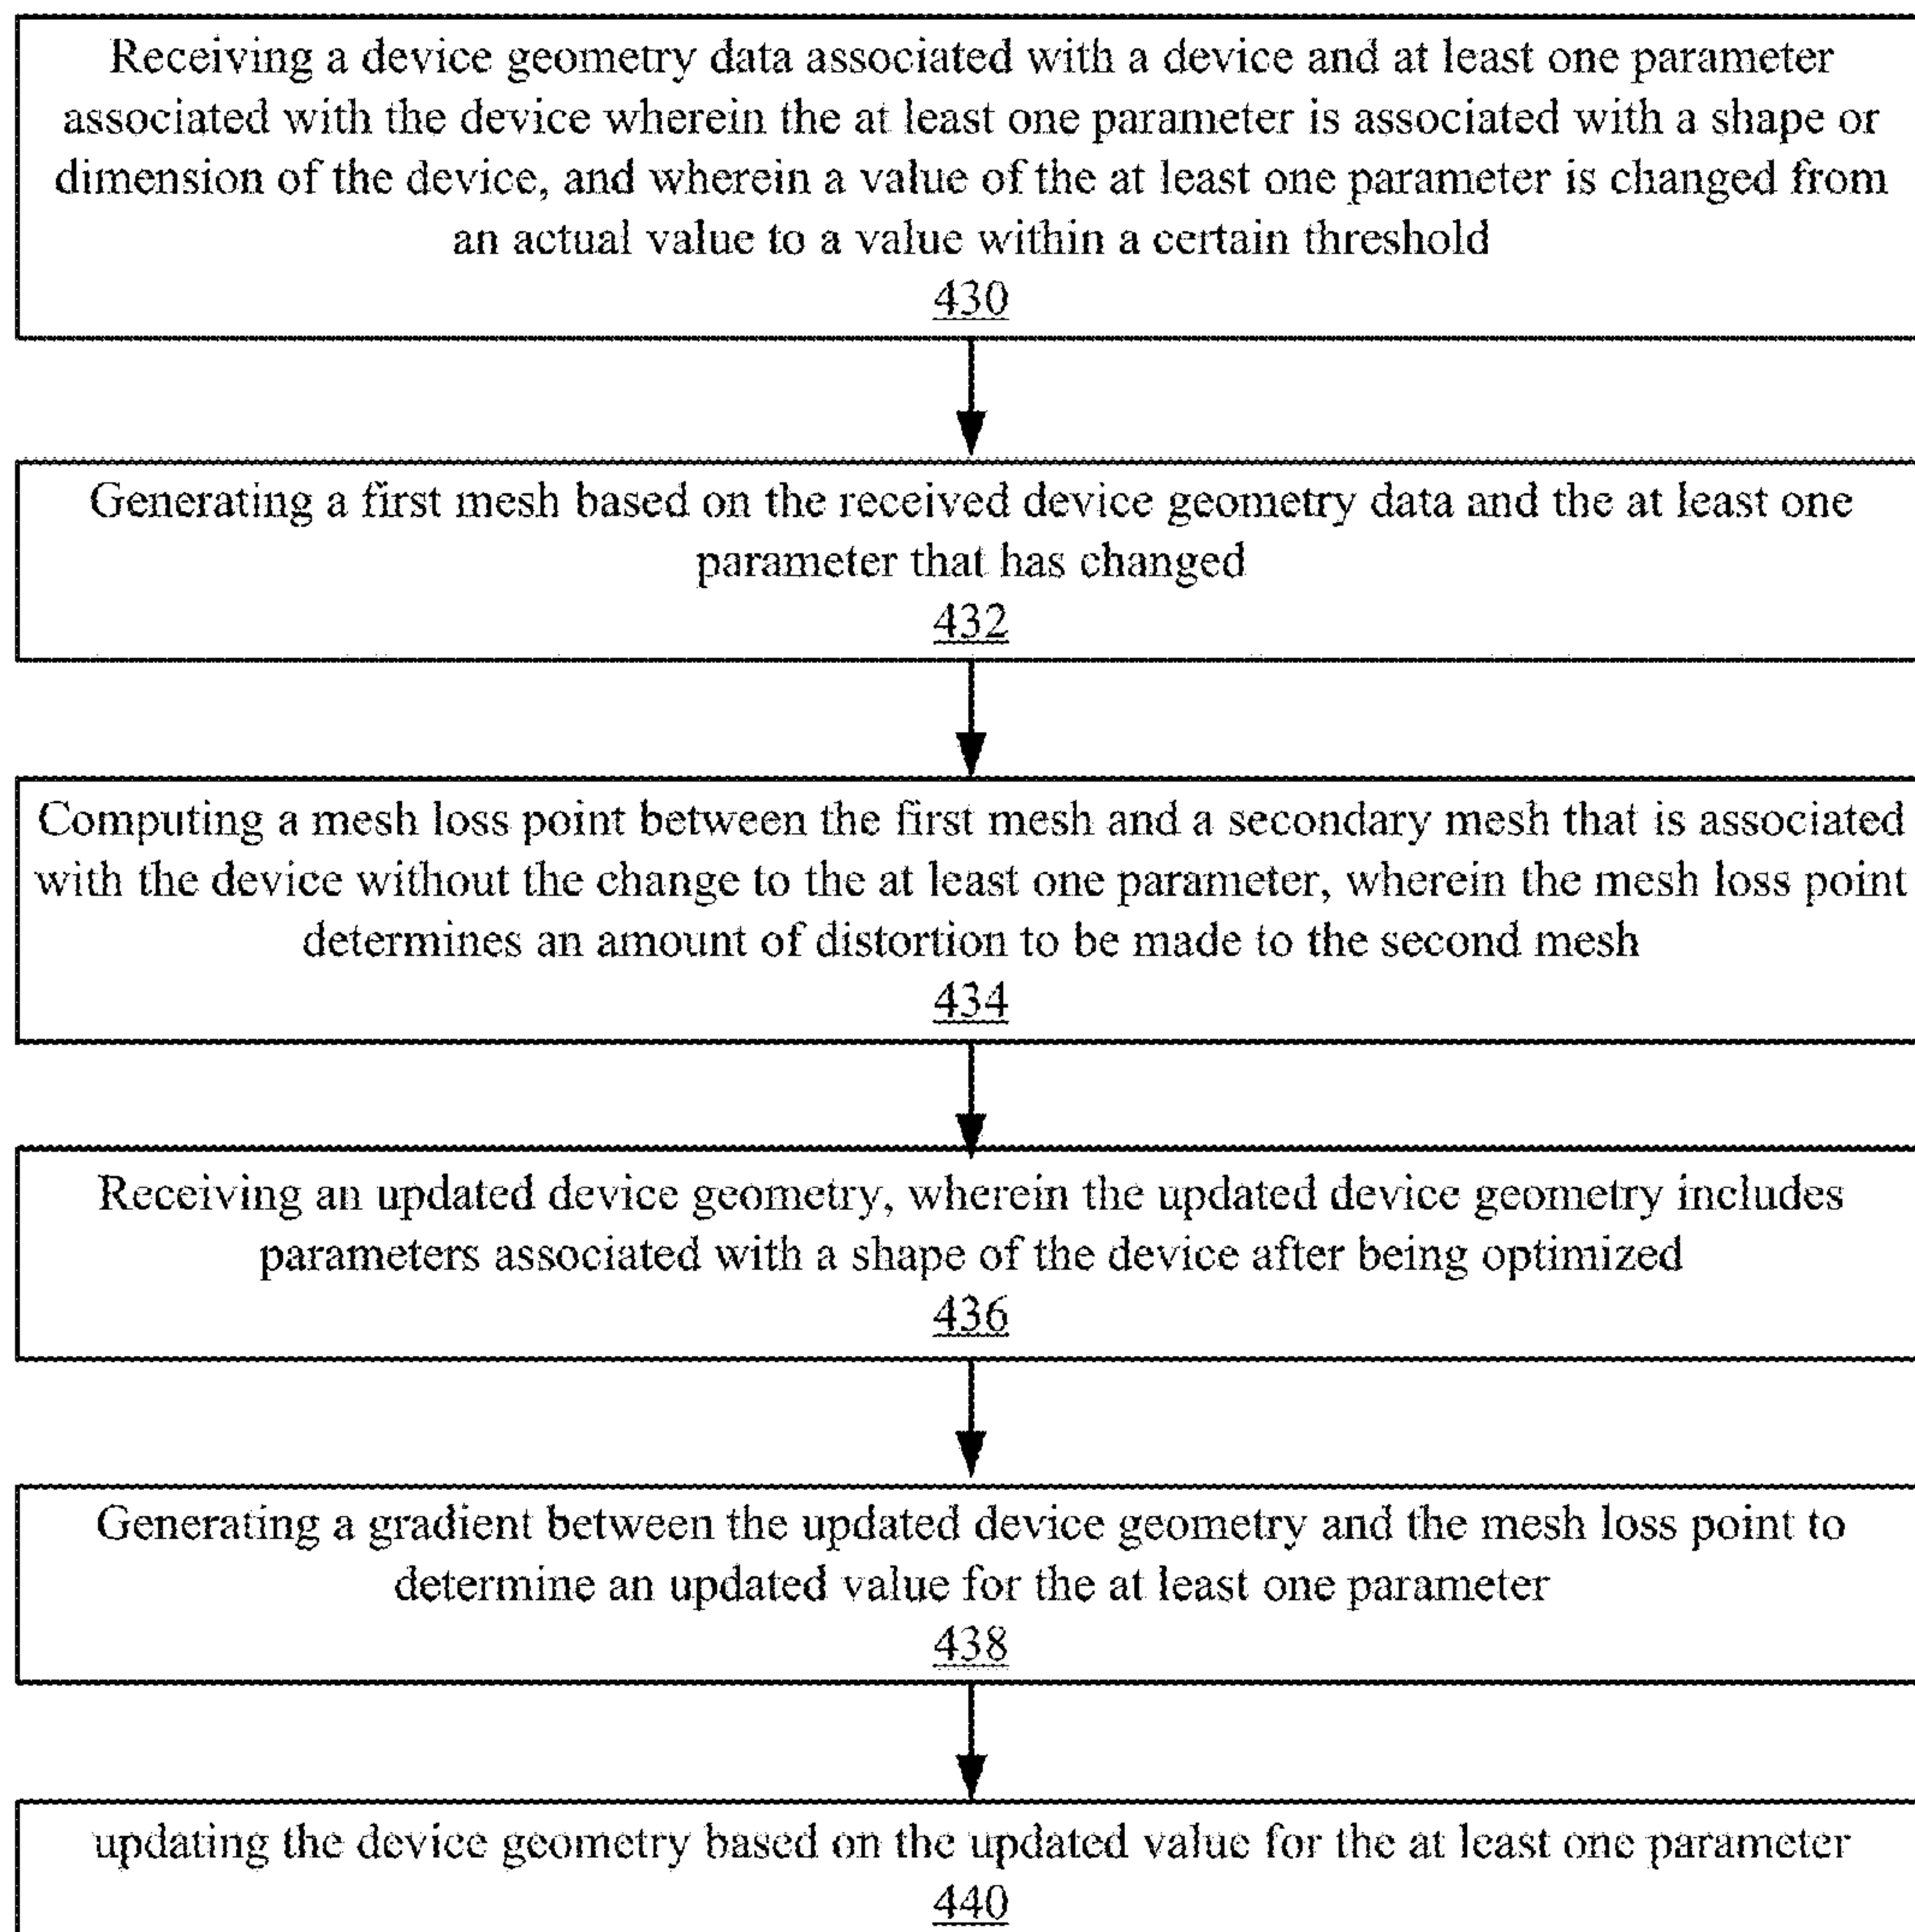 Receiving a device geometry data associated with a device and at least one parameter
associated with the device wherein the at least one parameter is associated with a shape or
dimension of the device, and wherein a value of the at least one parameter is changed from
an actual value to a value within a certain threshold
430
Generating a first mesh based on the received device geometry data and the at least one
parameter that has changed
432
Computing a mesh loss point between the first mesh and a secondary mesh that is associated
with the device without the change to the at least one parameter, wherein the mesh loss point
determines an amount of distortion to be made to the second mesh
434
Receiving an updated device geometry, wherein the updated device geometry includes
parameters associated with a shape of the device after being optimized
436
Generating a gradient between the updated device geometry and the mesh loss point to
determine an updated value for the at least one parameter
438
updating the device geometry based on the updated value for the at least one parameter
440